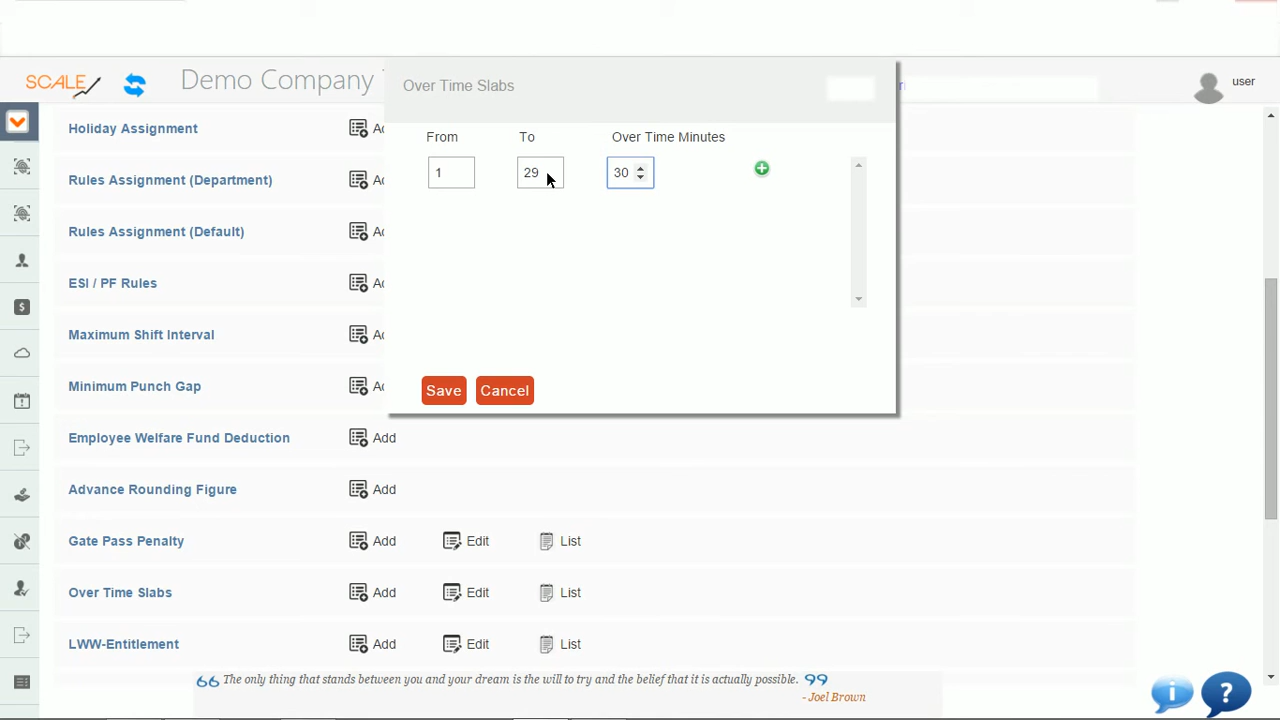 SCALE
Demo Company
user
Over Time Slabs
From To Over Time Minutes
1 29 30
Save Cancel
Holiday Assignment
Rules Assignment (Department)
Rules Assignment (Default)
ESI / PF Rules
Maximum Shift Interval
Minimum Punch Gap
Employee Welfare Fund Deduction Add
Advance Rounding Figure Add
Gate Pass Penalty Add Edit List
Over Time Slabs Add Edit List
LWW-Entitlement Add Edit List
The only thing that stands between you and your dream is the will to try and the belief that it is actually possible.
- Joel Brown